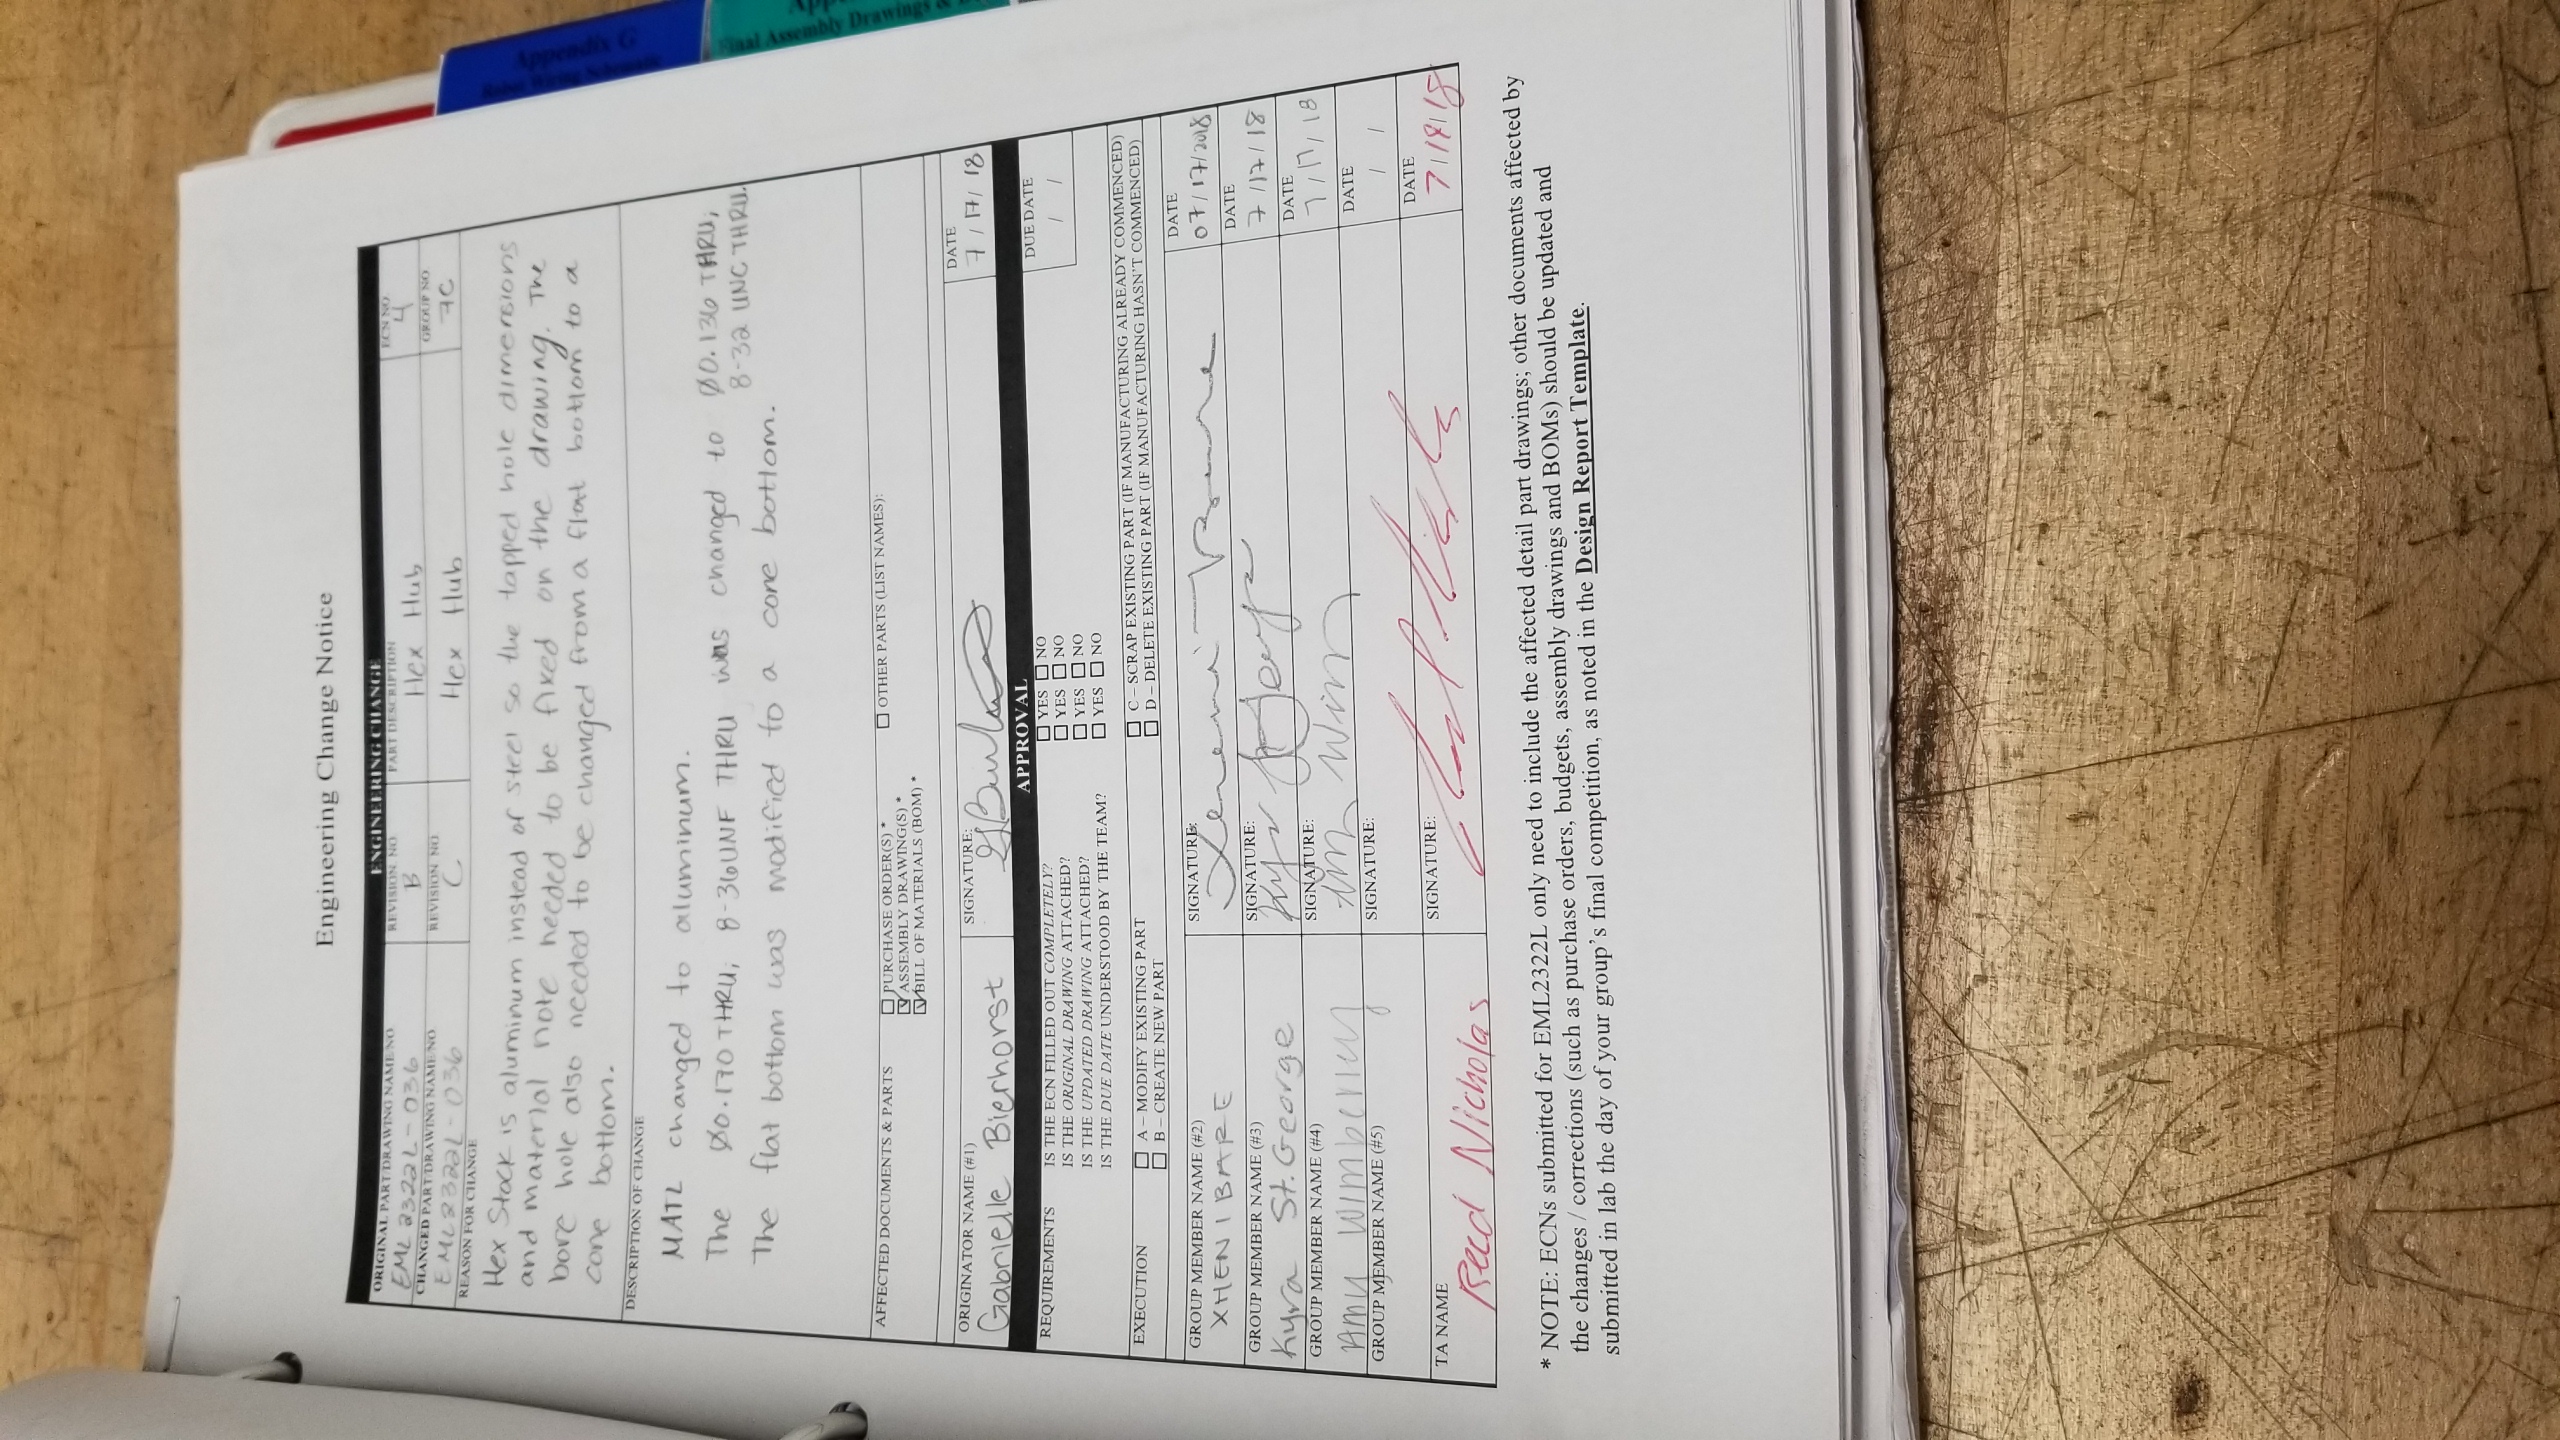 Engineering Change Notice
ENGINEERING CHANGE
ORIGINAL PART/DRAWING NAME/NO. REVISION NO. PART DESCRIPTION ECN NO.
EML2322L-036 B Hex Hub 4
CHANGED PART/DRAWING NAME/NO. REVISION NO. GROUP NO.
EML2322L-036 C Hex Hub 7C
REASON FOR CHANGE
Hex Stock is aluminum instead of steel so the tapped hole dimensions
and material note needed to be fixed on the drawing. The
bore hole also needed to be changed from a flat bottom to a
cone bottom.
DESCRIPTION OF CHANGE
MATL changed to aluminum.
The Ø0.170 THRU; 8-36UNF THRU was changed to Ø0.136 THRU;
8-32 UNC THRU.
The flat bottom was modified to a cone bottom.
AFFECTED DOCUMENTS & PARTS PURCHASE ORDER(S) * OTHER PARTS (LIST NAMES):
ASSEMBLY DRAWING(S) *
BILL OF MATERIALS (BOM) *
ORIGINATOR NAME (#1) SIGNATURE: DATE
Gabrielle Bierhorst 7/17/18
APPROVAL
REQUIREMENTS IS THE ECN FILLED OUT COMPLETELY? YES NO DUE DATE
IS THE ORIGINAL DRAWING ATTACHED? YES NO / /
IS THE UPDATED DRAWING ATTACHED? YES NO
IS THE DUE DATE UNDERSTOOD BY THE TEAM? YES NO
EXECUTION A – MODIFY EXISTING PART C – SCRAP EXISTING PART (IF MANUFACTURING ALREADY COMMENCED)
B – CREATE NEW PART D – DELETE EXISTING PART (IF MANUFACTURING HASN'T COMMENCED)
GROUP MEMBER NAME (#2) SIGNATURE: DATE
XHENI BARE 07/17/2018
GROUP MEMBER NAME (#3) SIGNATURE: DATE
Kyra St.George 7/17/18
GROUP MEMBER NAME (#4) SIGNATURE: DATE
Amy Wimberley 7/17/18
GROUP MEMBER NAME (#5) SIGNATURE: DATE
/ /
TA NAME SIGNATURE: DATE
Reed Nicholas 7/18/18
* NOTE: ECNs submitted for EML2322L only need to include the affected detail part drawings; other documents affected by
the changes / corrections (such as purchase orders, budgets, assembly drawings and BOMs) should be updated and
submitted in lab the day of your group's final competition, as noted in the Design Report Template.
Appendix G